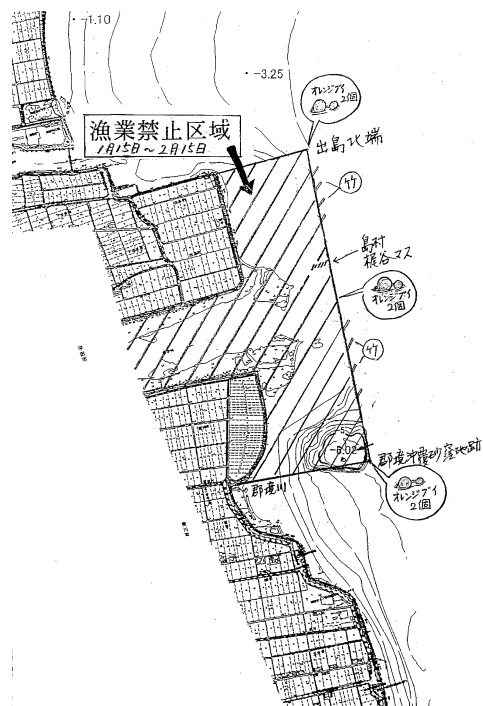 -1.10
-3.25
オレンジブイ
2個
漁業禁止区域
1月15日～2月15日
出島北端
竹
島村
梶谷マス
オレンジブイ
2個
竹
-6.02
郡境沖覆砂窪地跡
郡境川
オレンジブイ
2個